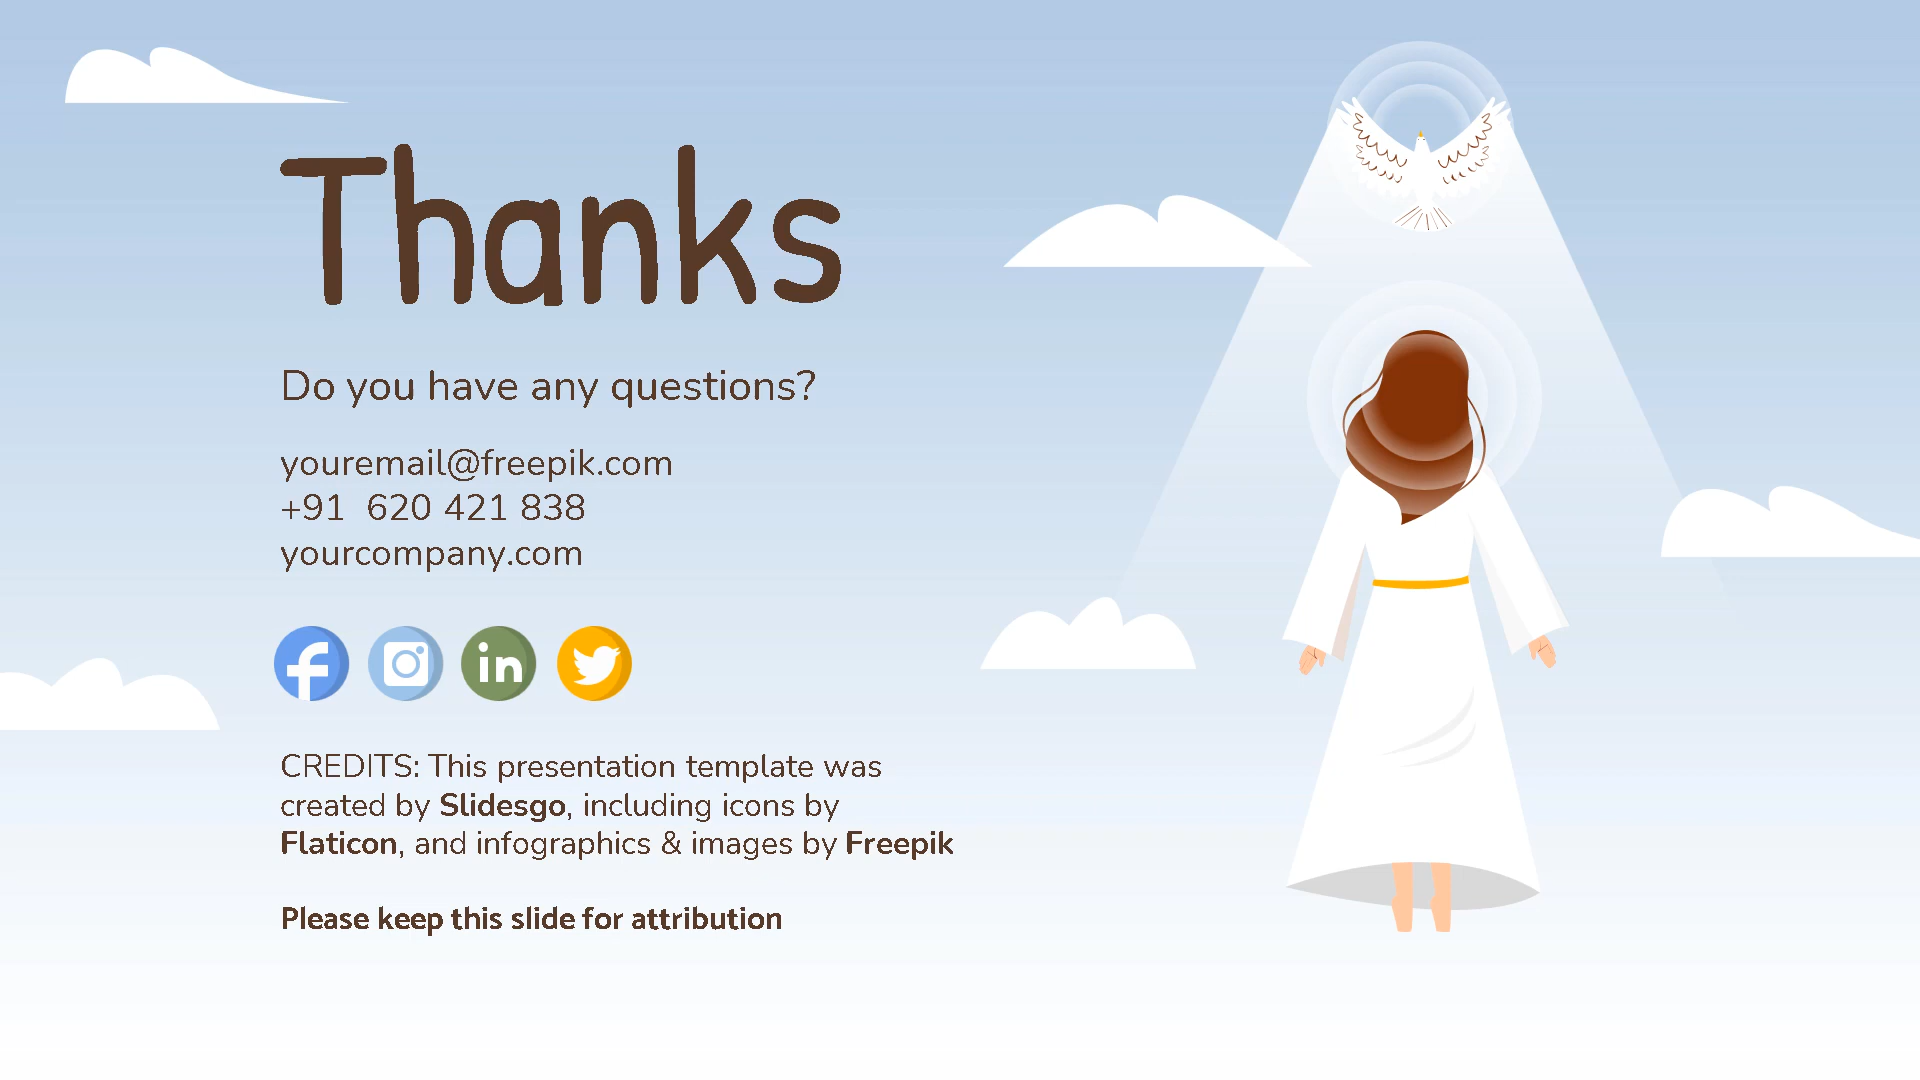 Thanks
Do you have any questions?
youremail@freepik.com
+91  620 421 838
yourcompany.com
in
CREDITS: This presentation template was
created by Slidesgo, including icons by
Flaticon, and infographics & images by Freepik
Please keep this slide for attribution